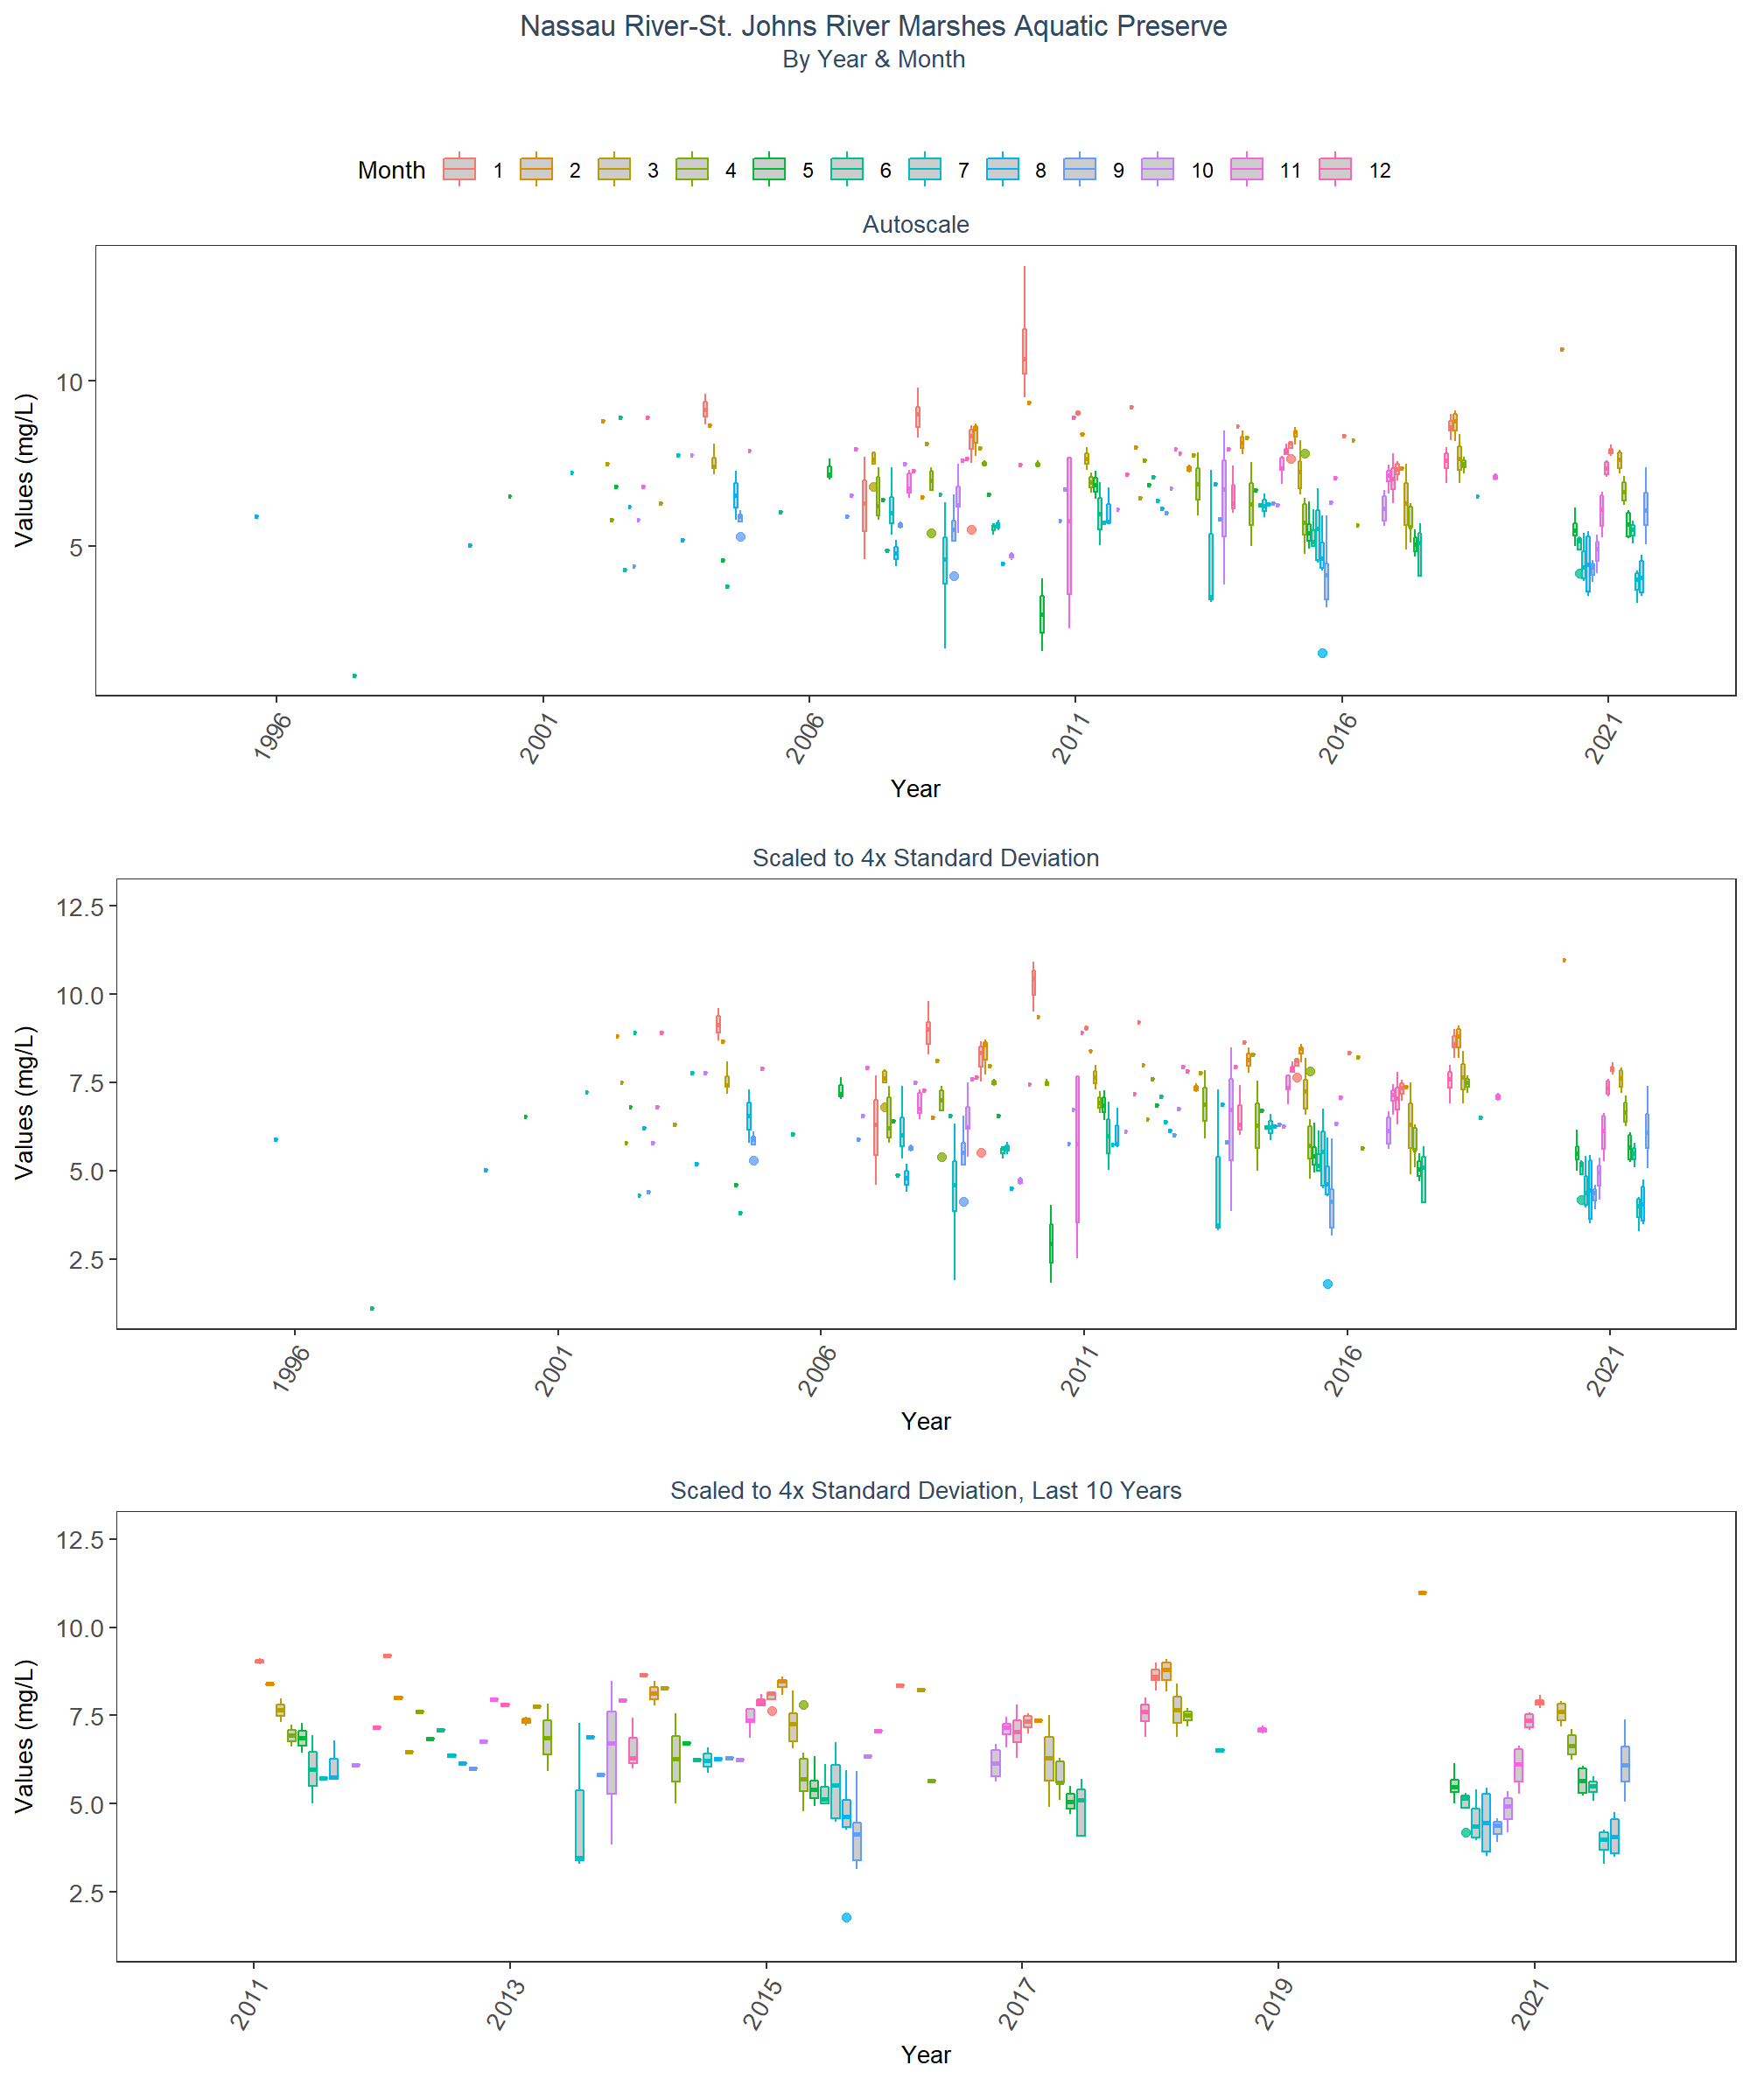 Nassau River-St. Johns River Marshes Aquatic Preserve
By Year & Month
Month 1 2 3 4 5 6 7 8 9 10 11 12
Autoscale
Values (mg/L)
10
5
1996 2001 2006 2011 2016 2021
Year
Scaled to 4x Standard Deviation
Values (mg/L)
12.5
10.0
7.5
5.0
2.5
1996 2001 2006 2011 2016 2021
Year
Scaled to 4x Standard Deviation, Last 10 Years
Values (mg/L)
12.5
10.0
7.5
5.0
2.5
2011 2013 2015 2017 2019 2021
Year